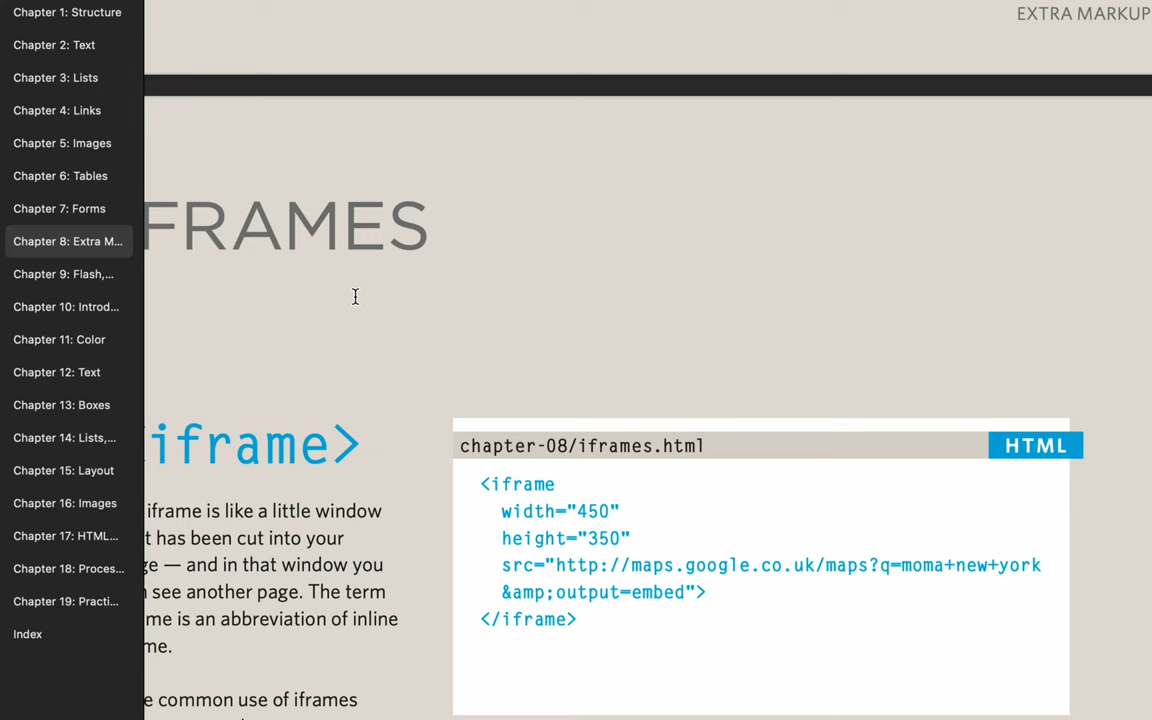 Chapter 1: Structure
Chapter 2: Text
Chapter 3: Lists
Chapter 4: Links
Chapter 5: Images
Chapter 6: Tables
Chapter 7: Forms
Chapter 8: Extra M...
Chapter 9: Flash,...
Chapter 10: Introd...
Chapter 11: Color
Chapter 12: Text
Chapter 13: Boxes
Chapter 14: Lists,...
Chapter 15: Layout
Chapter 16: Images
Chapter 17: HTML...
Chapter 18: Proces...
Chapter 19: Practi...
Index
EXTRA MARKUP
FRAMES
iframe>
iframe is like a little window
t has been cut into your
ge — and in that window you
see another page. The term
me is an abbreviation of inline
me.
e common use of iframes
chapter-08/iframes.html
HTML
<iframe
width="450"
height="350"
src="http://maps.google.co.uk/maps?q=moma+new+york
&amp;output=embed">
</iframe>